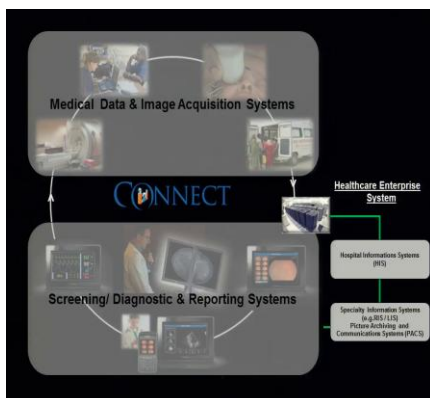 Medical Data & Image Acquisition Systems
CONNECT
Healthcare Enterprise
System
Hospital Informations Systems
(HIS)
Screening/ Diagnostic & Reporting Systems
Specialty Information Systems
(e.g.RIS / LIS)
Picture Archiving and
Communications Systems (PACS)